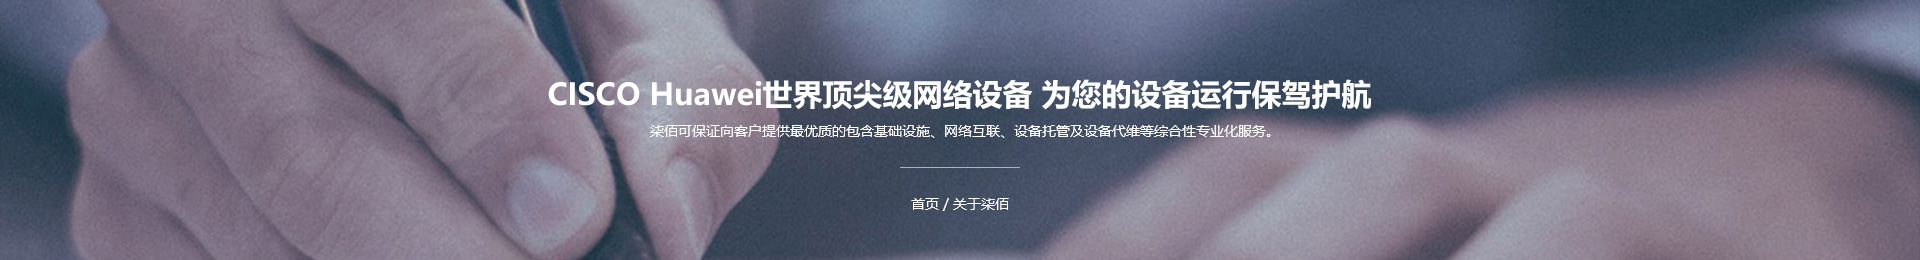 CISCO Huawei世界顶尖级网络设备 为您的设备运行保驾护航
柒佰可保证向客户提供最优质的包含基础设施、网络互联、设备托管及设备代维等综合性专业化服务。
首页 / 关于柒佰